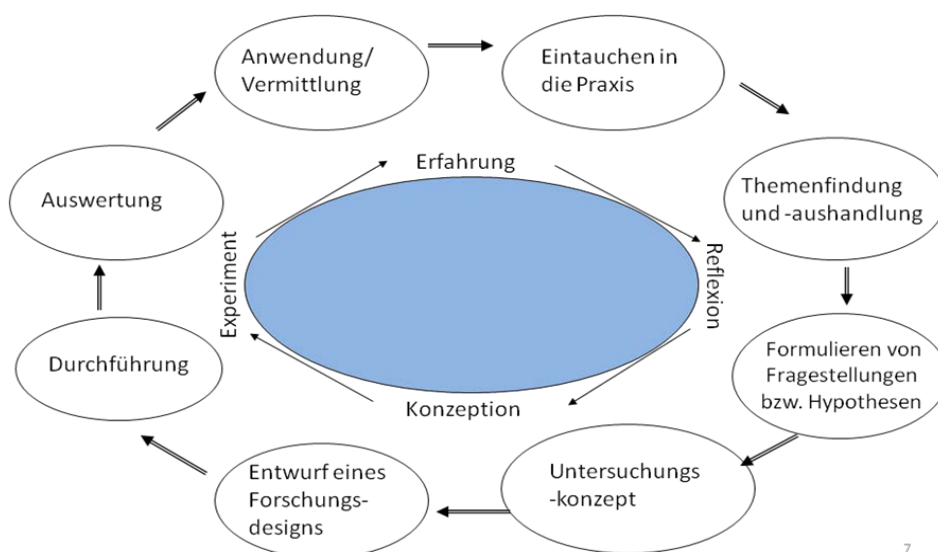 Anwendung/
Vermittlung
Eintauchen in
die Praxis
Themenfindung
und -aushandlung
Formulieren von
Fragestellungen
bzw. Hypothesen
Untersuchungs
-konzept
Entwurf eines
Forschungs-
designs
Durchführung
Auswertung
Erfahrung
Reflexion
Konzeption
Experiment
7